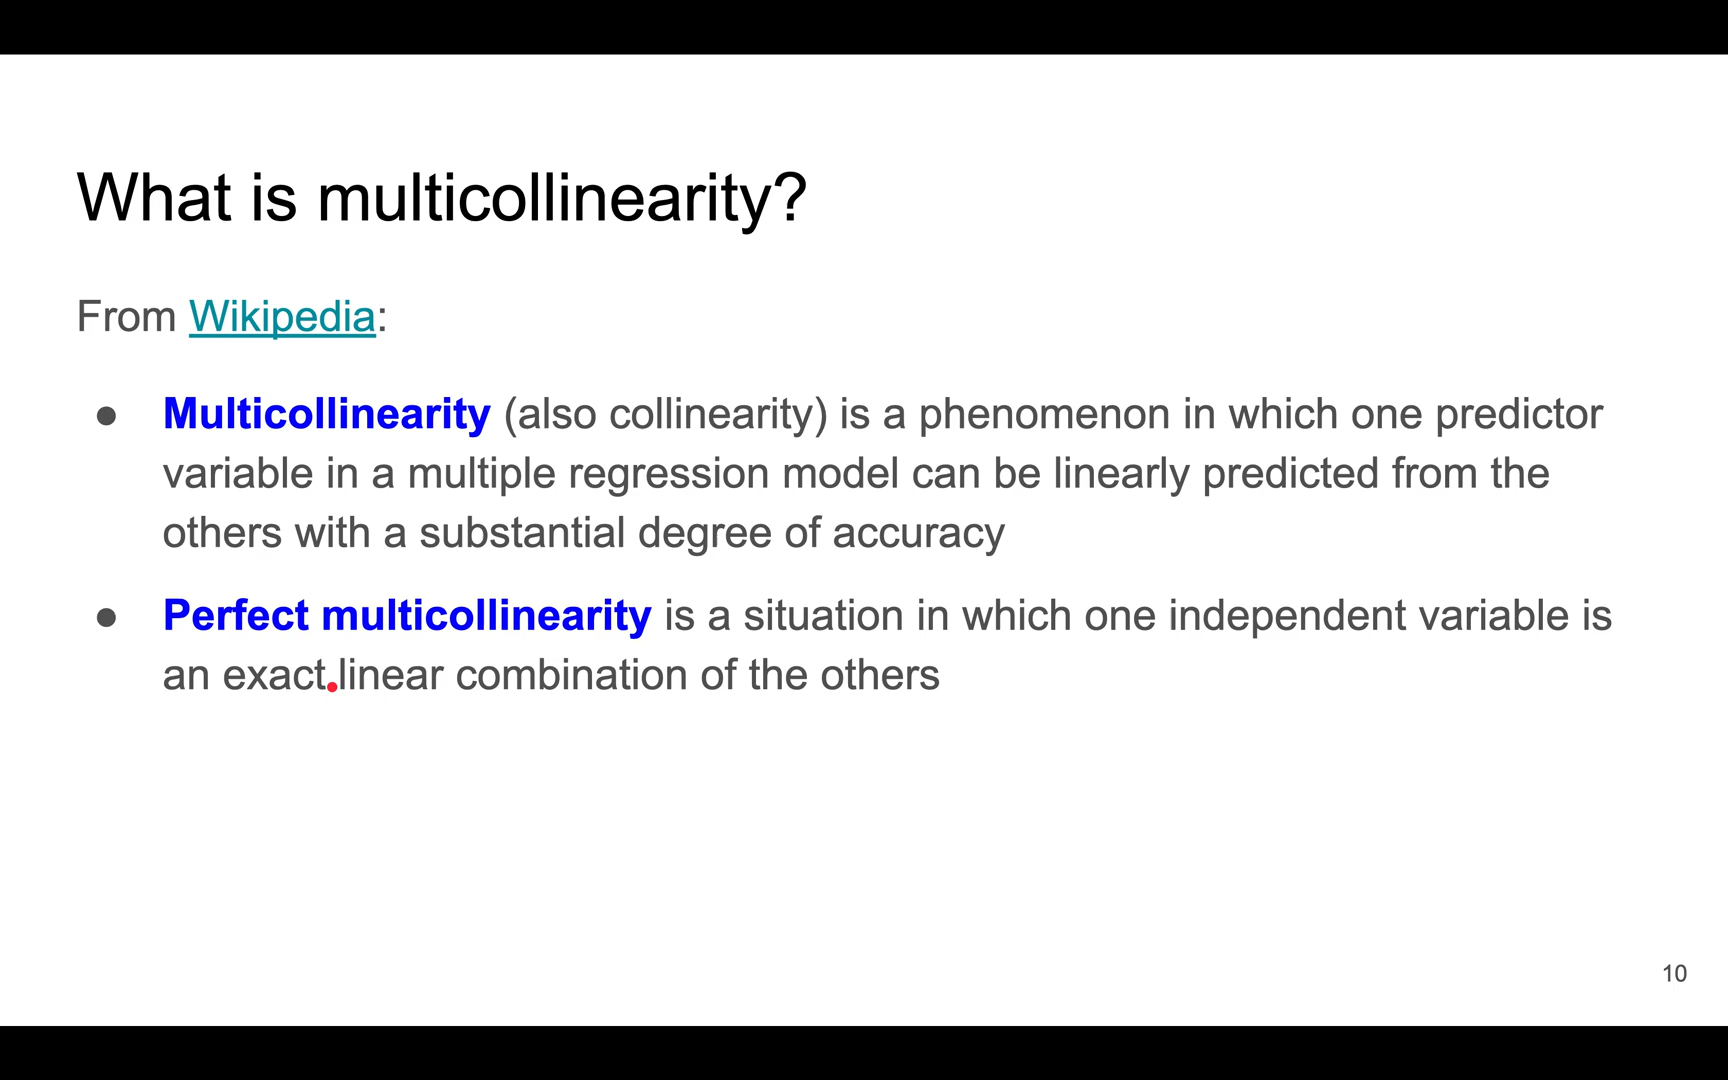 What is multicollinearity?
From Wikipedia:
● Multicollinearity (also collinearity) is a phenomenon in which one predictor
variable in a multiple regression model can be linearly predicted from the
others with a substantial degree of accuracy
● Perfect multicollinearity is a situation in which one independent variable is
an exact linear combination of the others
10